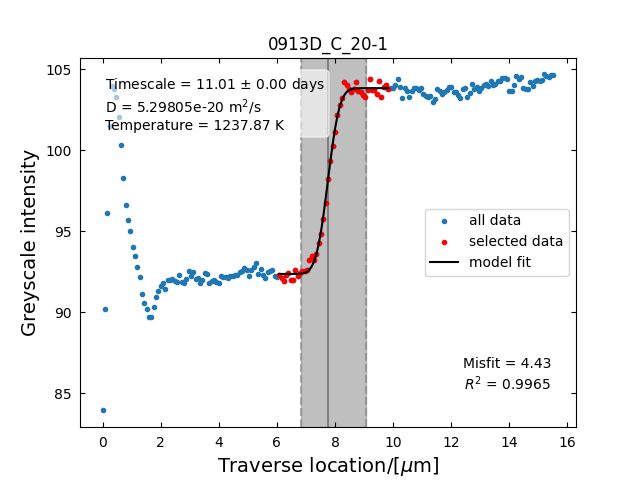 0913D_C_20-1
Timescale = 11.01 ± 0.00 days
D = 5.29805e-20 m²/s
Temperature = 1237.87 K
105
100
95
90
85
Greyscale intensity
all data
selected data
model fit
Misfit = 4.43
R² = 0.9965
0 2 4 6 8 10 12 14 16
Traverse location/[μm]